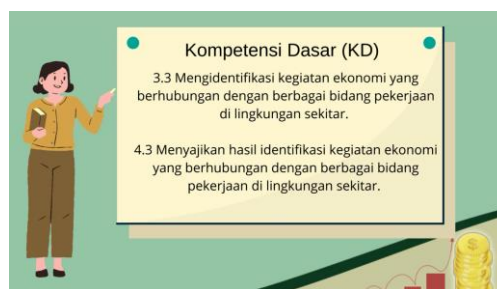 Kompetensi Dasar (KD)
3.3 Mengidentifikasi kegiatan ekonomi yang
berhubungan dengan berbagai bidang pekerjaan
di lingkungan sekitar.
4.3 Menyajikan hasil identifikasi kegiatan ekonomi
yang berhubungan dengan berbagai bidang
pekerjaan di lingkungan sekitar.